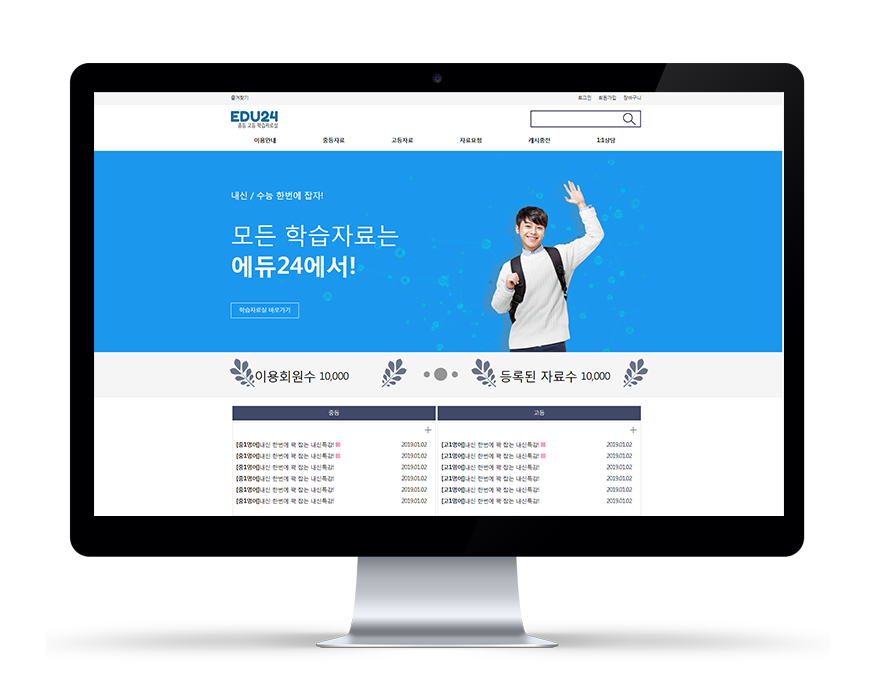 즐겨찾기
로그인 회원가입 장바구니
EDU24
중등 고등 학습자료실
이용안내 중등자료 고등자료 자료요청 캐시충전 1:1상담
내신 / 수능 한번에 잡자!
모든 학습자료는
에듀24에서!
학습자료실 바로가기
이용회원수 10,000
등록된 자료수 10,000
중등
+
[중1영어]내신 한번에 꽉 잡는 내신특강! 2019.01.02
[중1영어]내신 한번에 꽉 잡는 내신특강! 2019.01.02
[중1영어]내신 한번에 꽉 잡는 내신특강! 2019.01.02
[중1영어]내신 한번에 꽉 잡는 내신특강! 2019.01.02
[중1영어]내신 한번에 꽉 잡는 내신특강! 2019.01.02
[중1영어]내신 한번에 꽉 잡는 내신특강! 2019.01.02
고등
+
[고1영어]내신 한번에 꽉 잡는 내신특강! 2019.01.02
[고1영어]내신 한번에 꽉 잡는 내신특강! 2019.01.02
[고1영어]내신 한번에 꽉 잡는 내신특강! 2019.01.02
[고1영어]내신 한번에 꽉 잡는 내신특강! 2019.01.02
[고1영어]내신 한번에 꽉 잡는 내신특강! 2019.01.02
[고1영어]내신 한번에 꽉 잡는 내신특강! 2019.01.02